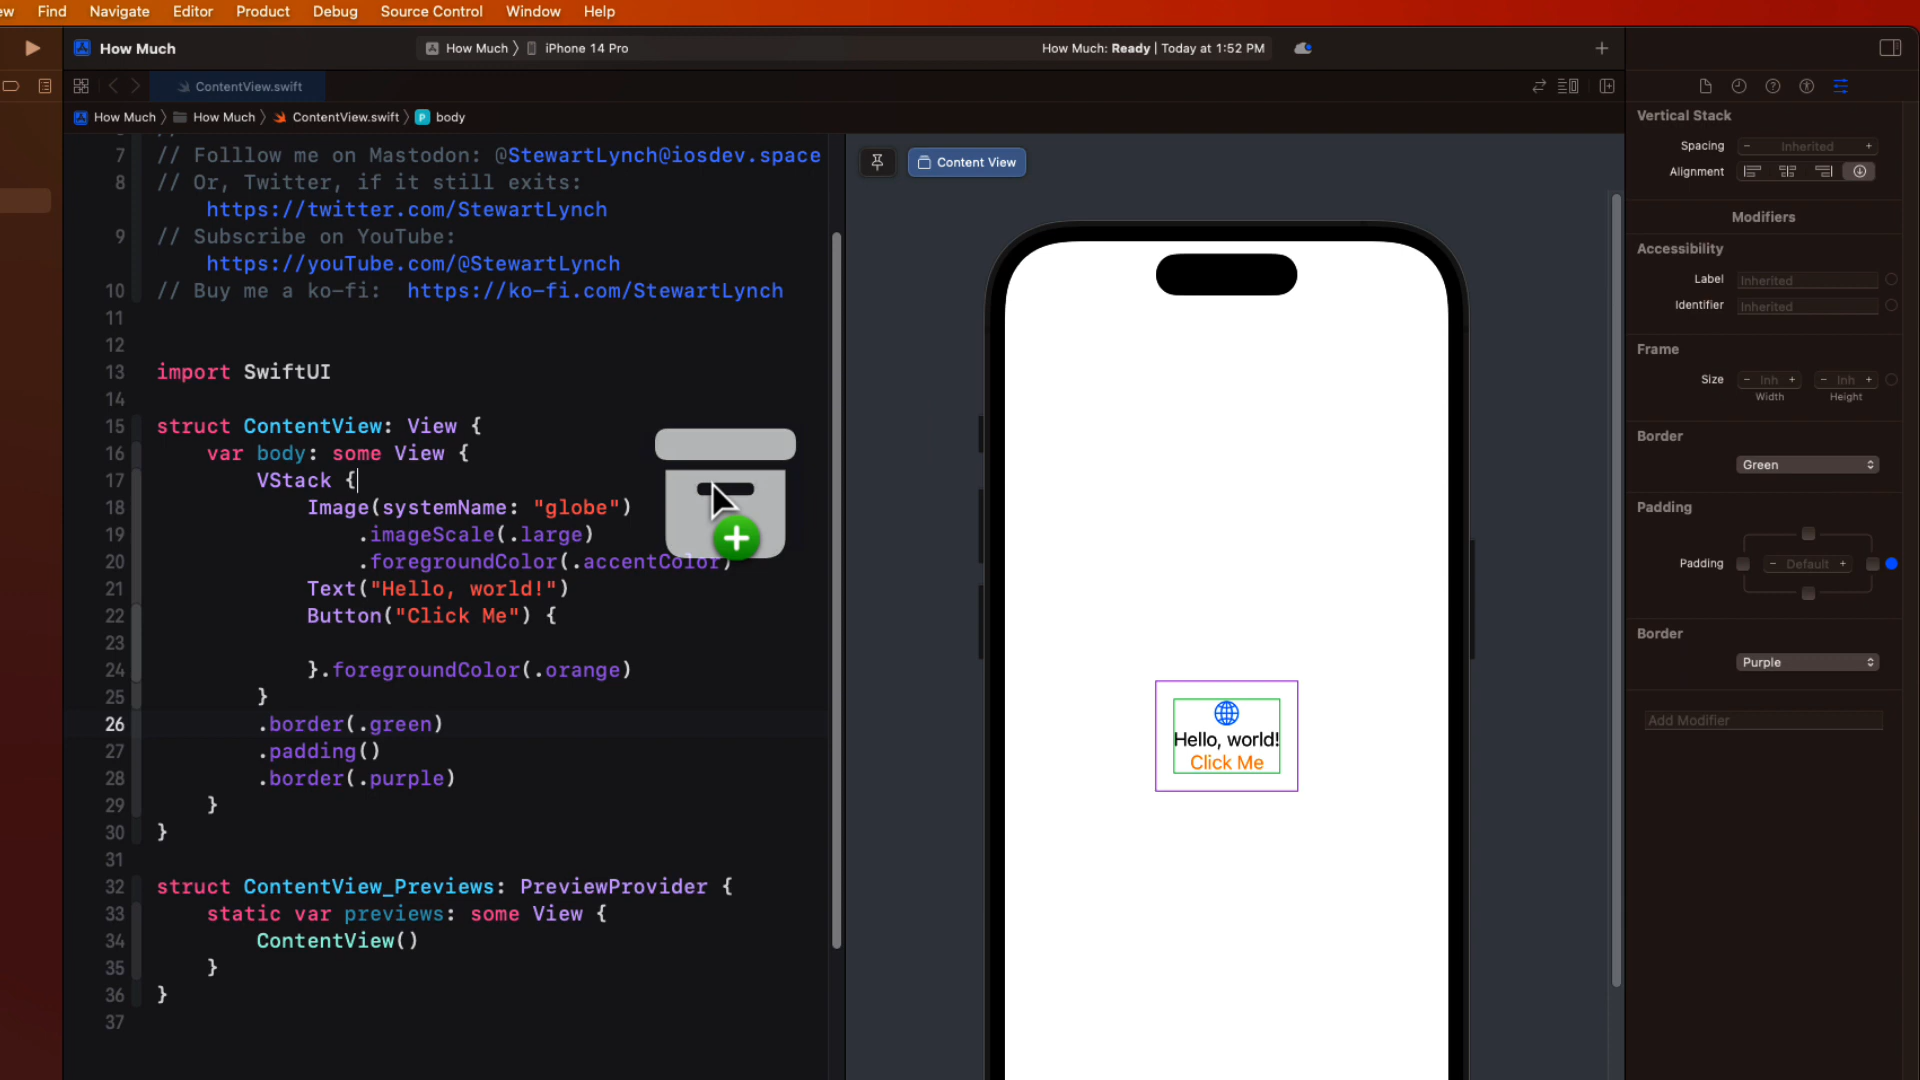 Find Navigate Editor Product Debug Source Control Window Help
How Much
How Much iPhone 14 Pro
How Much: Ready | Today at 1:52 PM
ContentView.swift
How Much How Much ContentView.swift P body
7 // Folllow me on Mastodon: @StewartLynch@iosdev.space
8 // Or, Twitter, if it still exits:
https://twitter.com/StewartLynch
9 // Subscribe on YouTube:
https://youTube.com/@StewartLynch
10 // Buy me a ko-fi: https://ko-fi.com/StewartLynch
11
12
13 import SwiftUI
14
15 struct ContentView: View {
16 var body: some View {
17 VStack {
18 Image(systemName: "globe")
19 .imageScale(.large)
20 .foregroundColor(.accentColor)
21 Text("Hello, world!")
22 Button("Click Me") {
23
24 }.foregroundColor(.orange)
25 }
26 .border(.green)
27 .padding()
28 .border(.purple)
29 }
30 }
31
32 struct ContentView_Previews: PreviewProvider {
33 static var previews: some View {
34 ContentView()
35 }
36 }
37
Content View
Hello, world!
Click Me
Vertical Stack
Spacing - Inherited +
Alignment
Modifiers
Accessibility
Label Inherited
Identifier Inherited
Frame
Size - Inh + - Inh +
Width Height
Border
Green
Padding
Padding - Default +
Border
Purple
Add Modifier